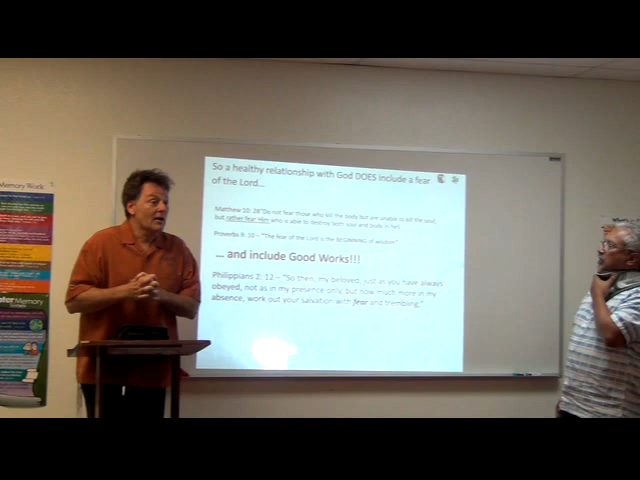 So a healthy relationship with God DOES include a fear
of the Lord...
Matthew 10: 28"Do not fear those who kill the body but are unable to kill the soul;
but rather fear Him who is able to destroy both soul and body in hell.
Proverbs 9: 10 – "The fear of the Lord is the BEGINNING of wisdom"
... and include Good Works!!!
Philippians 2: 12 – "So then, my beloved, just as you have always
obeyed, not as in my presence only, but now much more in my
absence, work out your salvation with fear and trembling,"
Memory Work
Memory